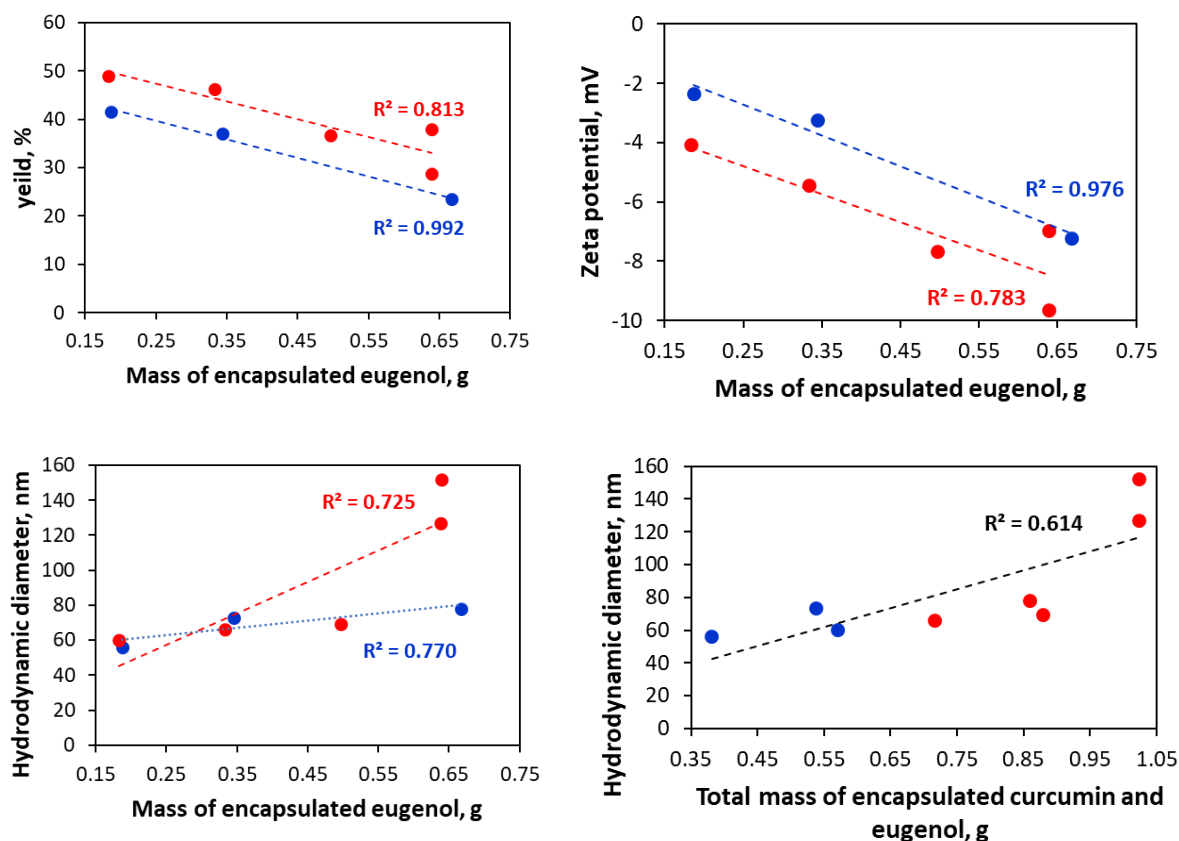 60
50
40
30
20
10
0
yeild, %
R² = 0.813
R² = 0.992
0.15 0.25 0.35 0.45 0.55 0.65 0.75
Mass of encapsulated eugenol, g
0
-2
-4
-6
-8
-10
Zeta potential, mV
R² = 0.976
R² = 0.783
0.15 0.25 0.35 0.45 0.55 0.65 0.75
Mass of encapsulated eugenol, g
160
140
120
100
80
60
40
20
0
Hydrodynamic diameter, nm
R² = 0.725
R² = 0.770
0.15 0.25 0.35 0.45 0.55 0.65 0.75
Mass of encapsulated eugenol, g
160
140
120
100
80
60
40
20
0
Hydrodynamic diameter, nm
R² = 0.614
0.35 0.45 0.55 0.65 0.75 0.85 0.95 1.05
Total mass of encapsulated curcumin and
eugenol, g